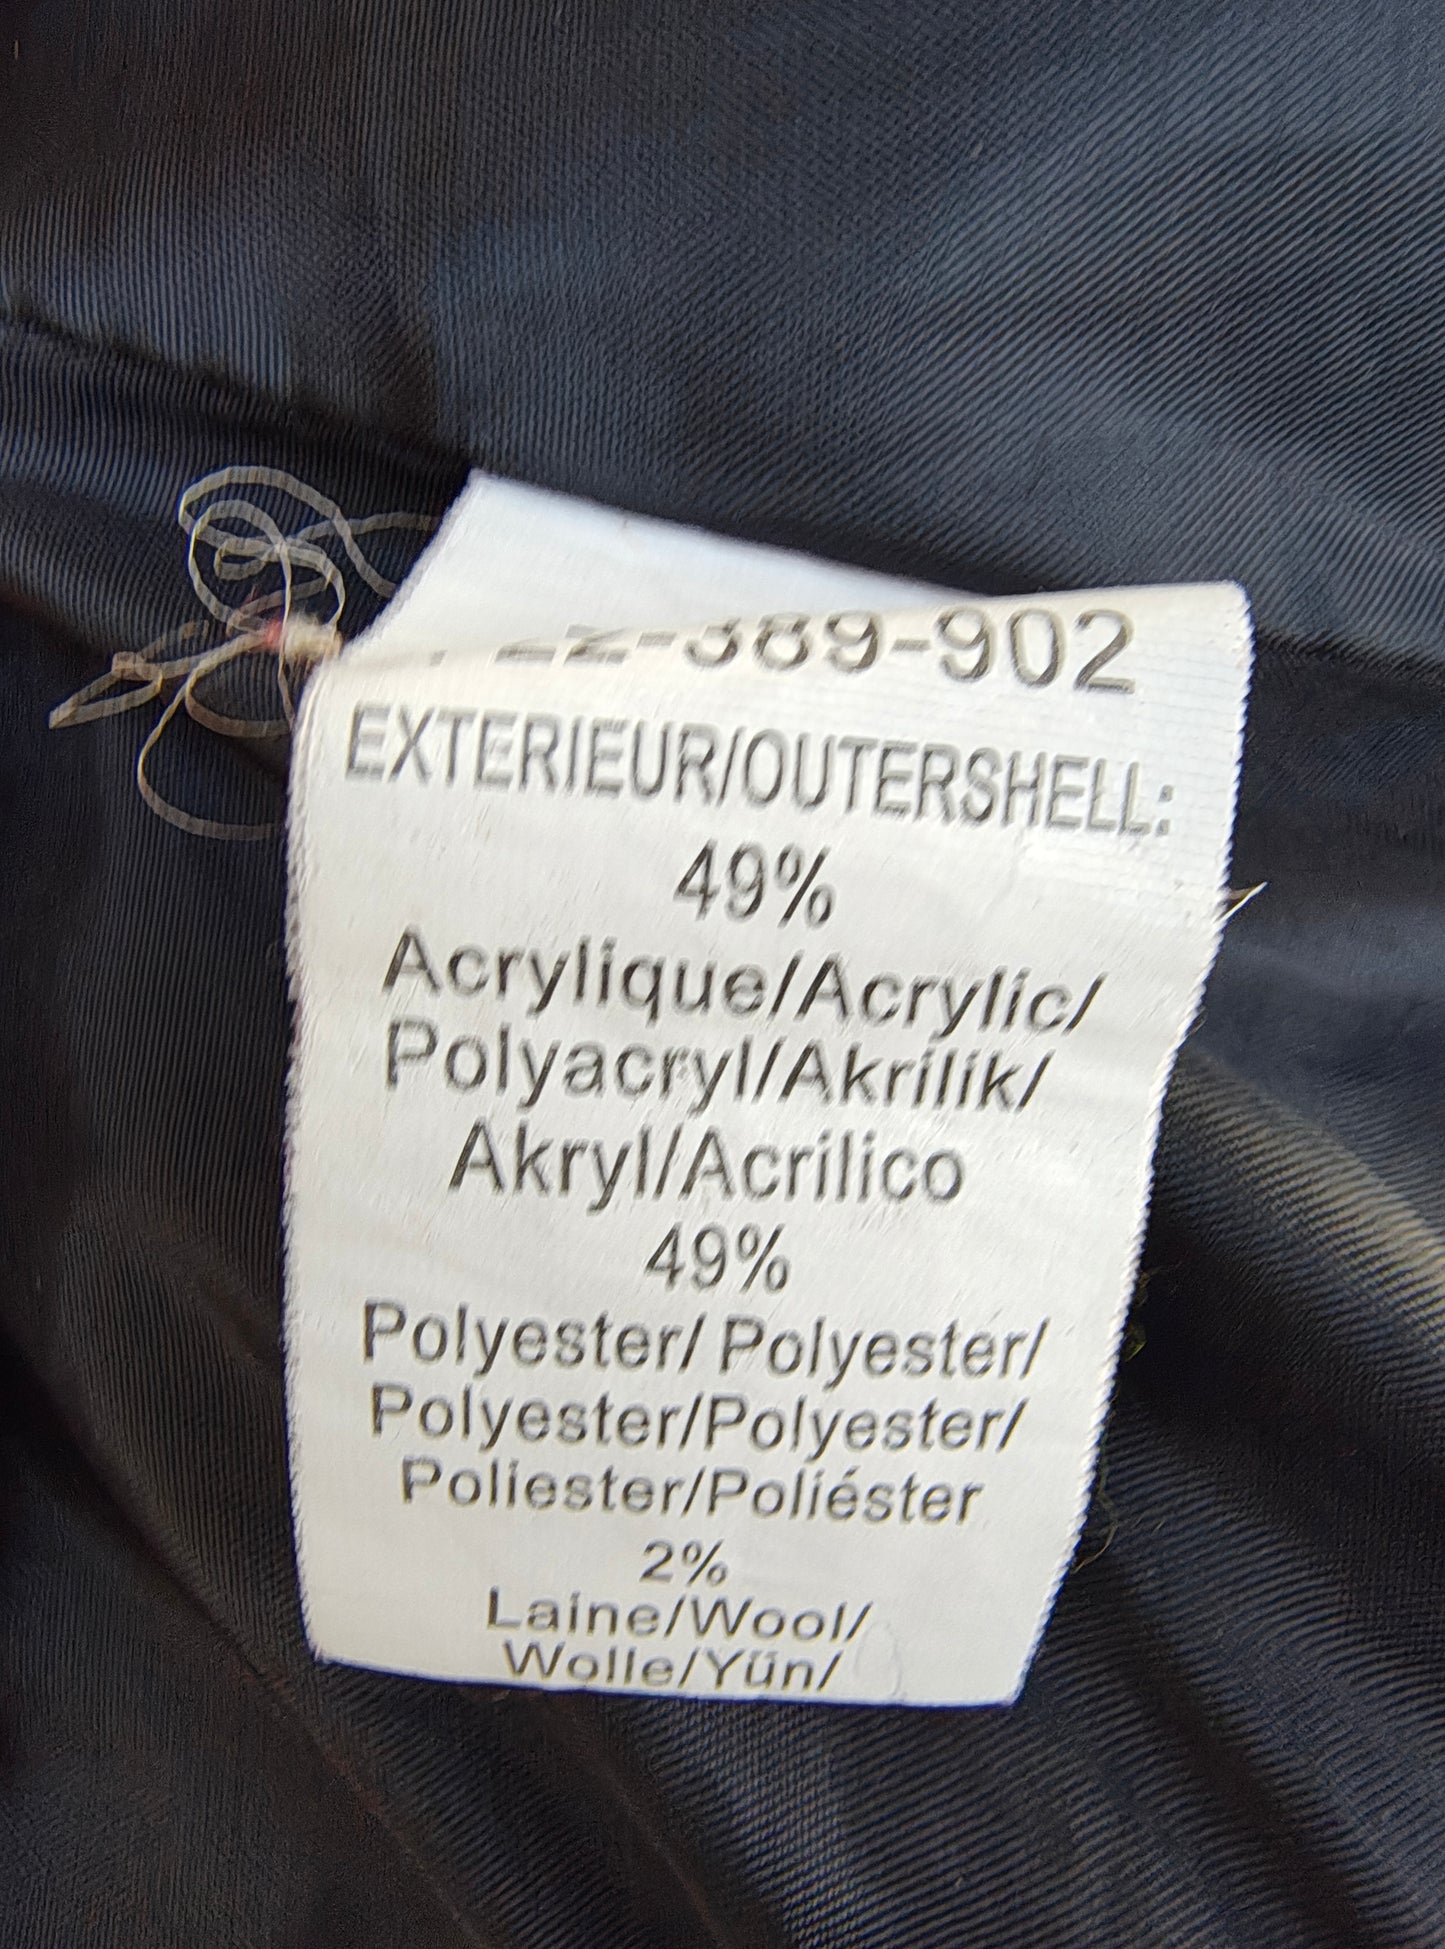 22-389-902
EXTERIEUR/OUTERSHELL:
49%
Acrylique/Acrylic/
Polyacryl/Akrilik/
Akryl/Acrilico
49%
Polyester/ Polyester/
Polyester/Polyester/
Poliester/Poliéster
2%
Laine/Wool/
Wolle/Yün/